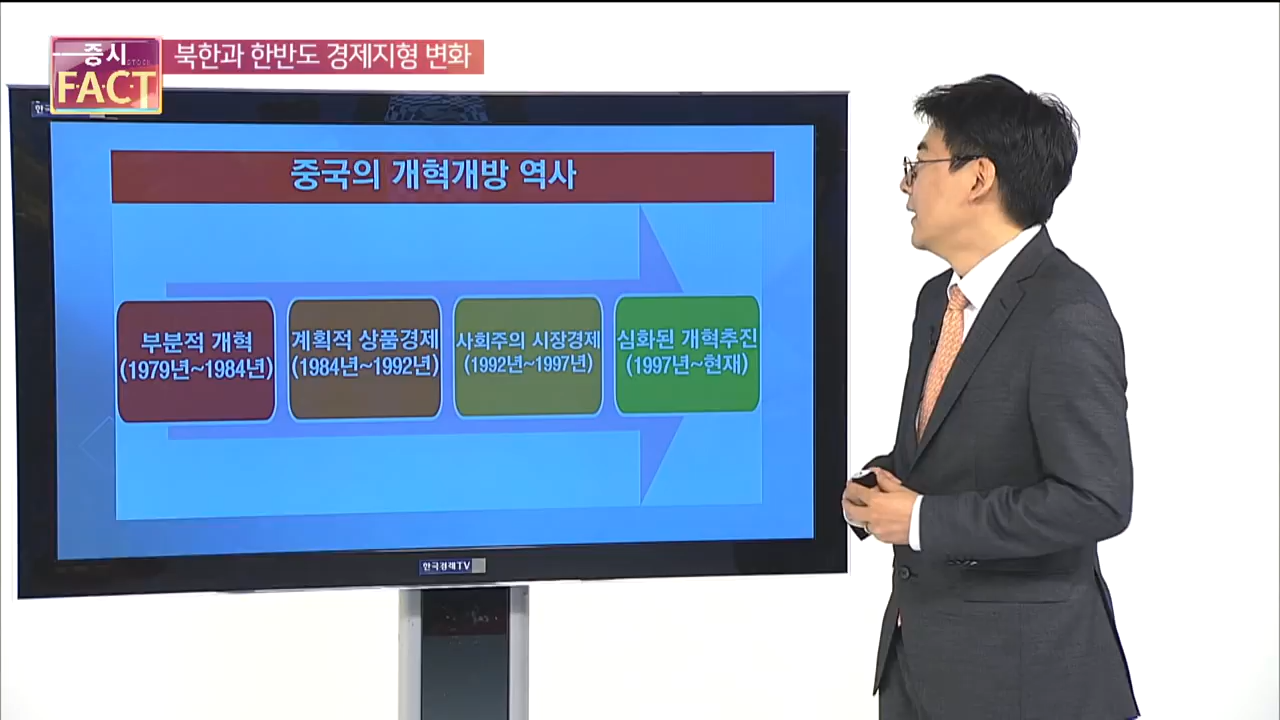 증시
STOCK
F·A·C·T
북한과 한반도 경제지형 변화
중국의 개혁개방 역사
부분적 개혁
(1979년~1984년)
계획적 상품경제
(1984년~1992년)
사회주의 시장경제
(1992년~1997년)
심화된 개혁추진
(1997년~현재)
한국경제TV